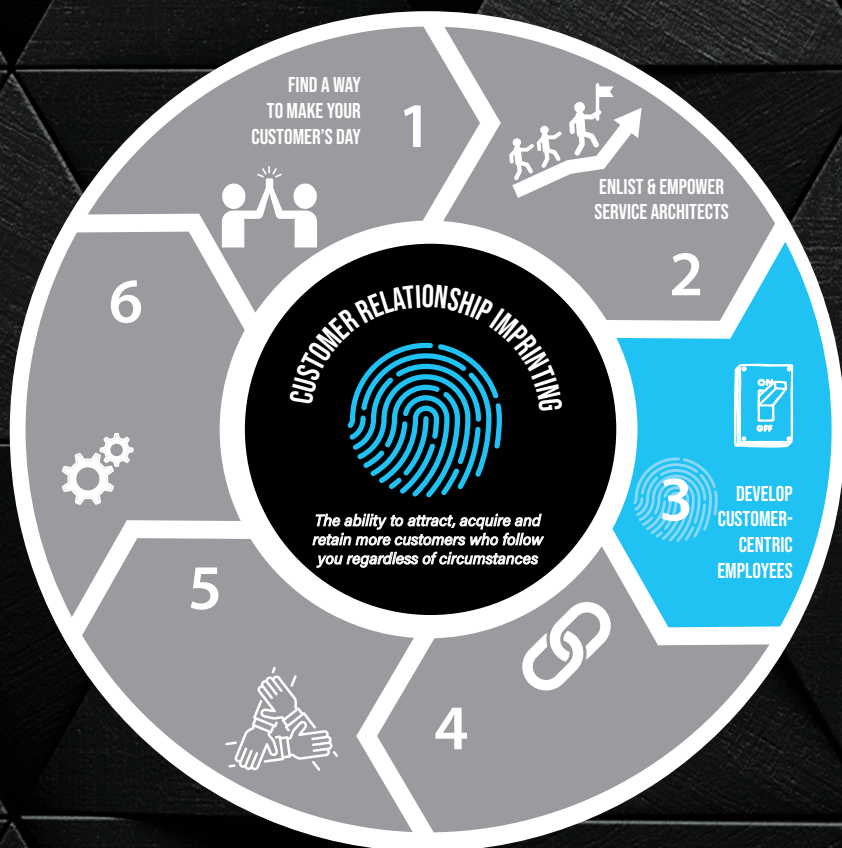 FIND A WAY
TO MAKE YOUR
CUSTOMER'S DAY
1
ENLIST & EMPOWER
SERVICE ARCHITECTS
2
ON
OFF
3
DEVELOP
CUSTOMER-
CENTRIC
EMPLOYEES
4
5
6
CUSTOMER RELATIONSHIP IMPRINTING
The ability to attract, acquire and
retain more customers who follow
you regardless of circumstances